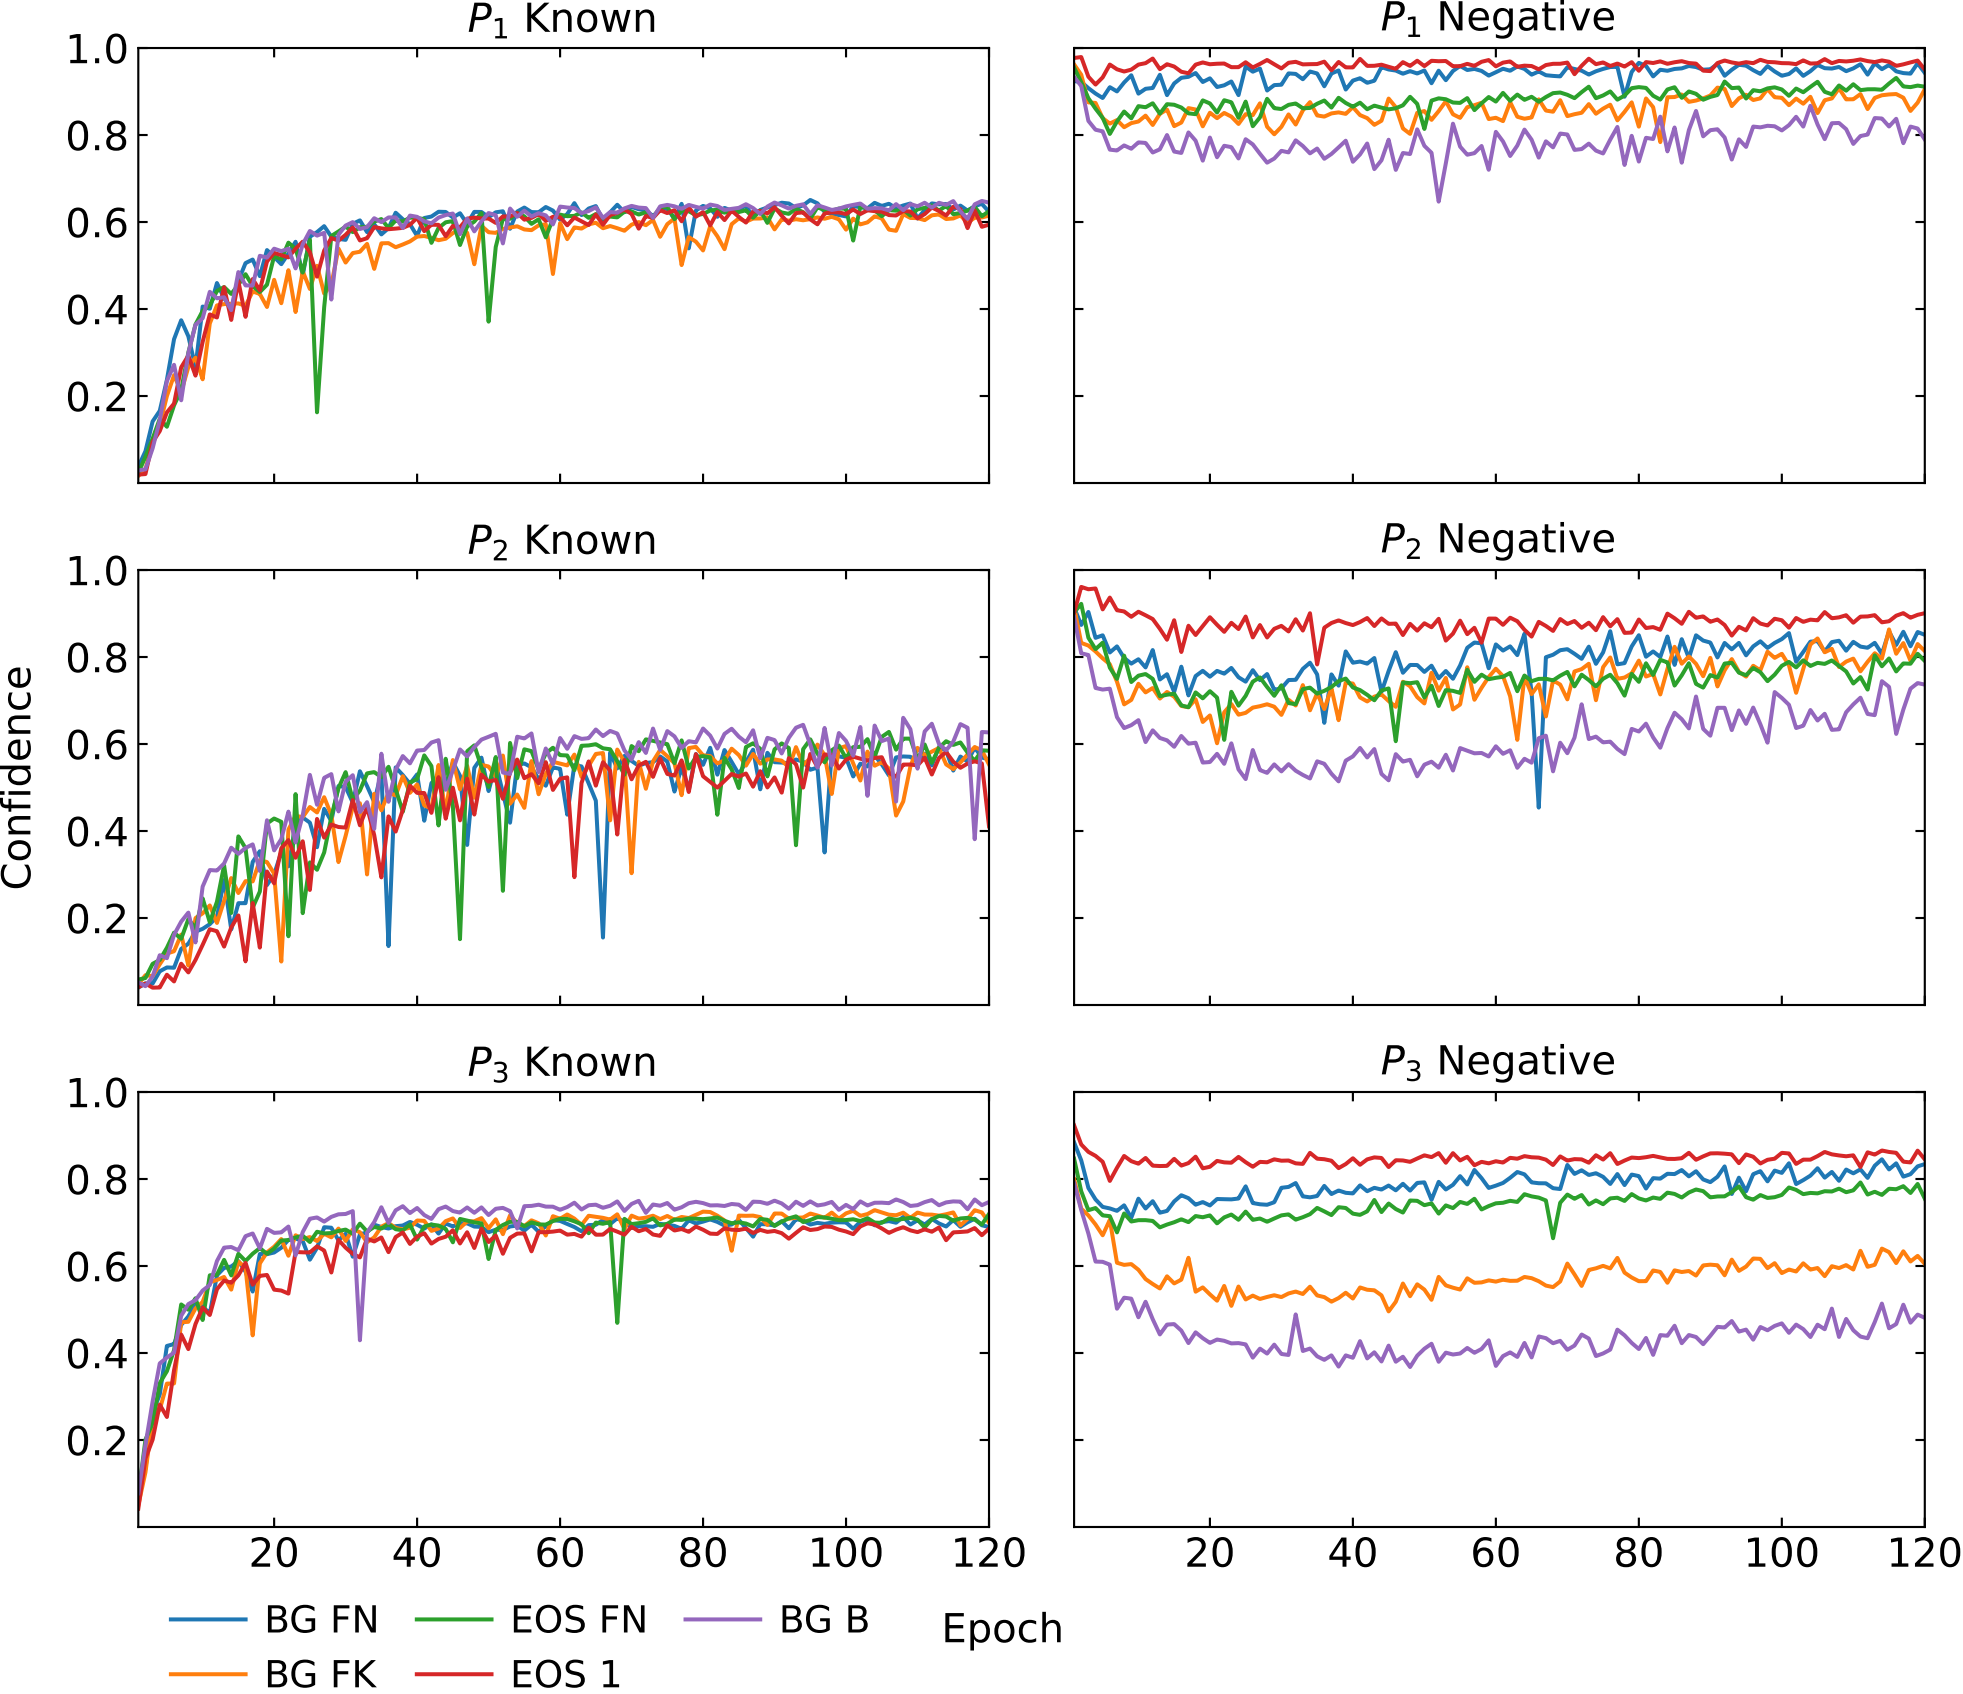 P1 Known
P1 Negative
1.0
0.8
0.6
0.4
0.2
P2 Known
P2 Negative
1.0
0.8
0.6
0.4
0.2
Confidence
P3 Known
P3 Negative
1.0
0.8
0.6
0.4
0.2
20 40 60 80 100 120
20 40 60 80 100 120
BG FN EOS FN BG B
Epoch
BG FK EOS 1